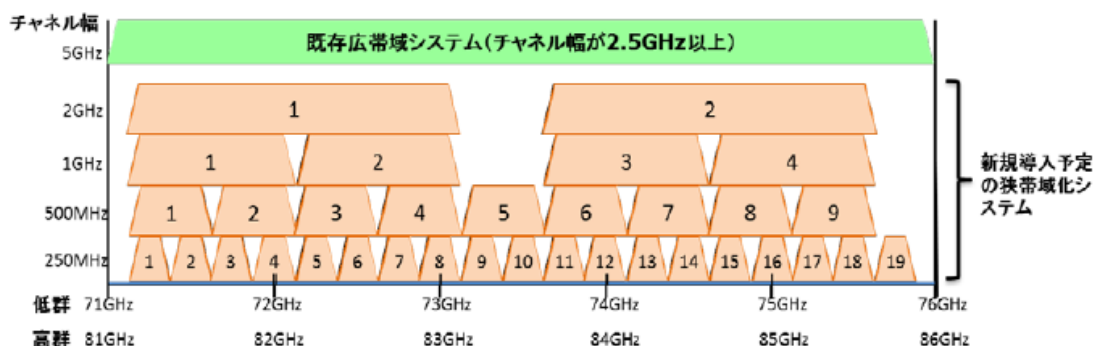 チャネル幅
既存広帯域システム(チャネル幅が2.5GHz以上)
5GHz
2GHz
1
2
1GHz
1
2
3
4
新規導入予定
の狭帯域化シ
ステム
500MHz
1
2
3
4
5
6
7
8
9
250MHz
1
2
3
4
5
6
7
8
9
10
11
12
13
14
15
16
17
18
19
低群 71GHz 72GHz 73GHz 74GHz 75GHz 76GHz
高群 81GHz 82GHz 83GHz 84GHz 85GHz 86GHz